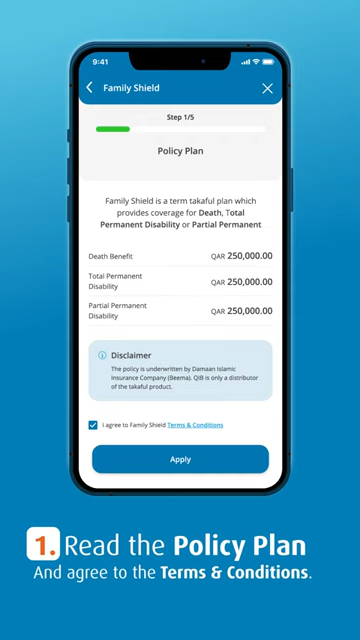 9:41
Family Shield
Step 1/5
Policy Plan
Family Shield is a term takaful plan which
provides coverage for Death, Total
Permanent Disability or Partial Permanent
Death Benefit QAR 250,000.00
Total Permanent
Disability QAR 250,000.00
Partial Permanent
Disability QAR 250,000.00
Disclaimer
The policy is underwritten by Damaan Islamic
Insurance Company (Beema). QIB is only a distributor
of the takaful product.
I agree to Family Shield Terms & Conditions
Apply
1. Read the Policy Plan
And agree to the Terms & Conditions.